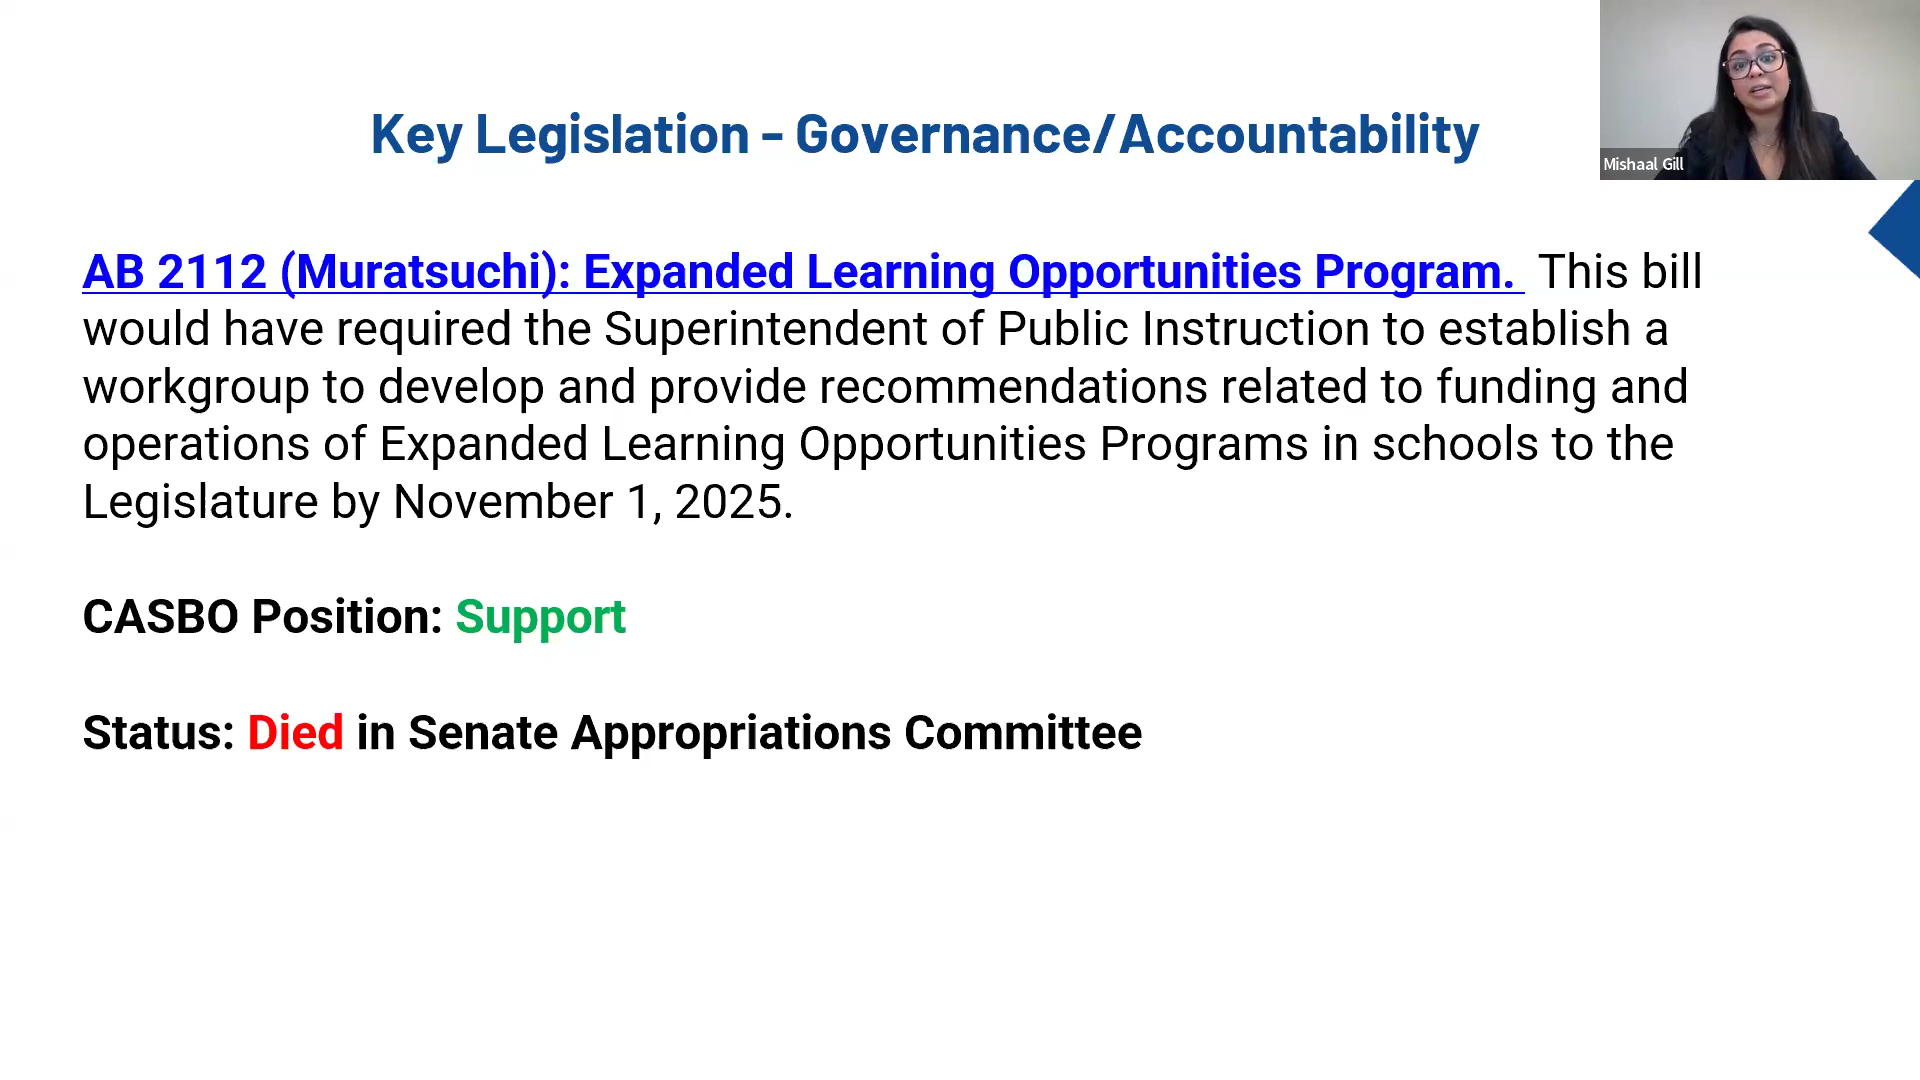 Key Legislation - Governance/Accountability
Mishaal Gill
AB 2112 (Muratsuchi): Expanded Learning Opportunities Program. This bill
would have required the Superintendent of Public Instruction to establish a
workgroup to develop and provide recommendations related to funding and
operations of Expanded Learning Opportunities Programs in schools to the
Legislature by November 1, 2025.
CASBO Position: Support
Status: Died in Senate Appropriations Committee